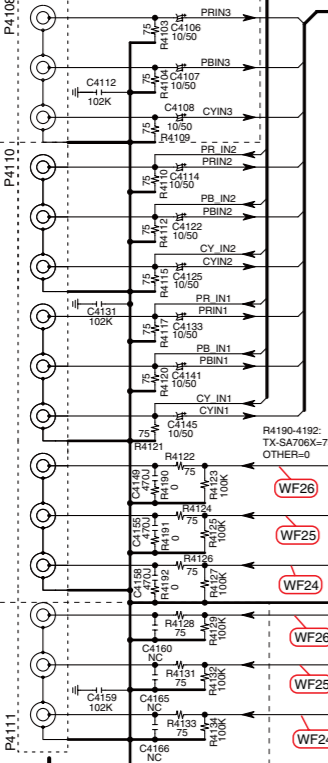 P4108
PRIN3
75
R4103
C4106
10/50
PBIN3
75
R4104
C4107
10/50
C4112
102K
C4108
CYIN3
10/50
75
R4109
P4110
PR_IN2
PRIN2
75
R4110
C4114
10/50
PB_IN2
PBIN2
75
R4112
C4122
10/50
CY_IN2
CYIN2
75
R4115
C4125
10/50
C4131
102K
PR_IN1
PRIN1
75
R4117
C4133
10/50
PB_IN1
PBIN1
75
R4120
C4141
10/50
CY_IN1
CYIN1
75
R4121
C4145
10/50
R4190-4192:
TX-SA706X=7
OTHER=0
R4122
75
C4149
470J
R4190
0
R4123
100K
WF26
R4124
75
C4155
470J
R4191
0
R4125
100K
WF25
R4126
75
C4158
470J
R4192
0
R4127
100K
WF24
R4128
75
R4129
100K
C4160
NC
WF26
R4131
75
R4132
100K
C4159
102K
C4165
NC
WF25
R4133
75
R4134
100K
C4166
NC
WF24
P4111